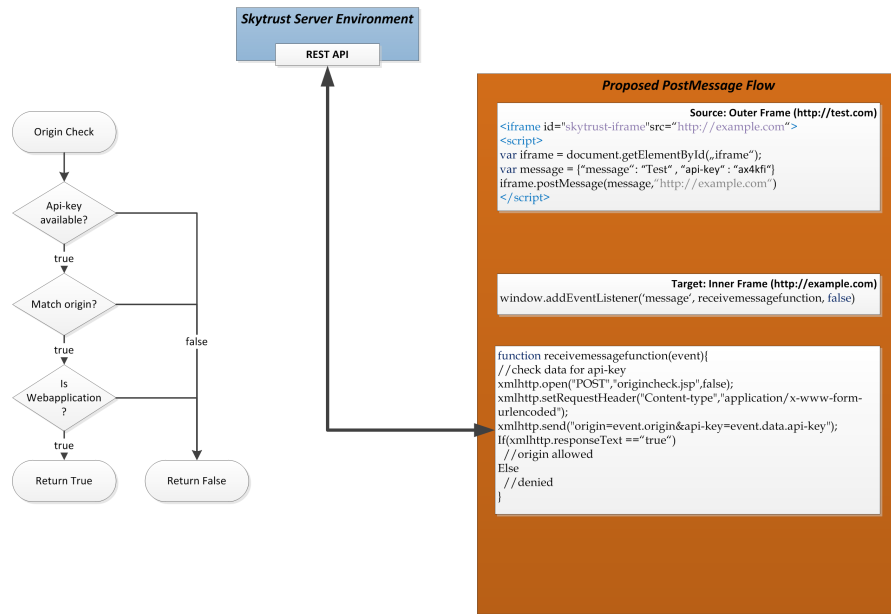 Skytrust Server Environment
REST API
Origin Check
Api-key
available?
true
Match origin?
true
false
Is
Webapplication
?
true
Return True
Return False
Proposed PostMessage Flow
Source: Outer Frame (http://test.com)
<iframe id="skytrust-iframe"src=“http://example.com“>
<script>
var iframe = document.getElementById(„iframe“);
var message = {“message“: “Test“ , “api-key“ : “ax4kfi“}
iframe.postMessage(message,“http://example.com“)
</script>
Target: Inner Frame (http://example.com)
window.addEventListener(‘message‘, receivemessagefunction, false)
function receivemessagefunction(event){
//check data for api-key
xmlhttp.open("POST","origincheck.jsp",false);
xmlhttp.setRequestHeader("Content-type","application/x-www-form-
urlencoded");
xmlhttp.send("origin=event.origin&api-key=event.data.api-key");
If(xmlhttp.responseText ==“true“)
//origin allowed
Else
//denied
}